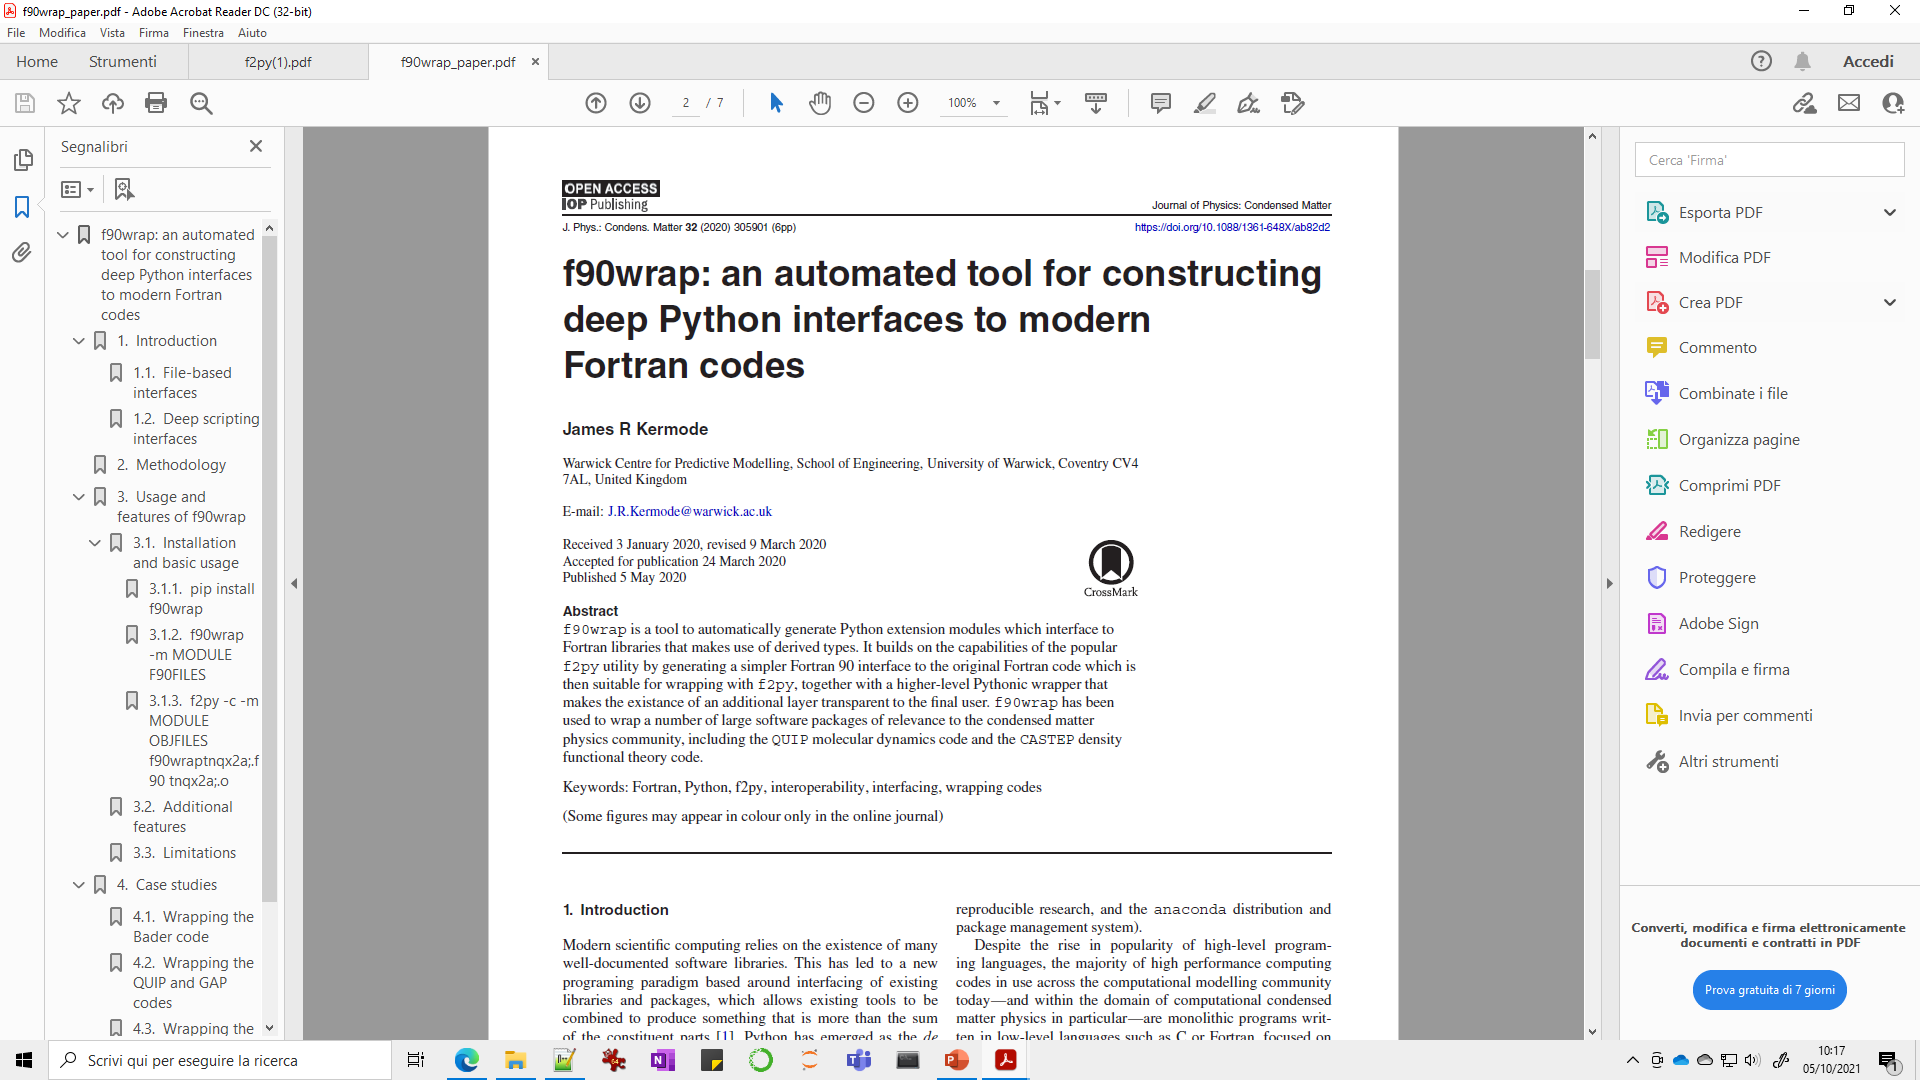 f90wrap_paper.pdf - Adobe Acrobat Reader DC (32-bit)
File Modifica Vista Firma Finestra Aiuto
Home Strumenti f2py(1).pdf f90wrap_paper.pdf Accedi
2 / 7 100%
Segnalibri
f90wrap: an automated
tool for constructing
deep Python interfaces
to modern Fortran
codes
1. Introduction
1.1. File-based
interfaces
1.2. Deep scripting
interfaces
2. Methodology
3. Usage and
features of f90wrap
3.1. Installation
and basic usage
3.1.1. pip install
f90wrap
3.1.2. f90wrap
-m MODULE
F90FILES
3.1.3. f2py -c -m
MODULE
OBJFILES
f90wraptnqx2a;.f
90 tnqx2a;.o
3.2. Additional
features
3.3. Limitations
4. Case studies
4.1. Wrapping the
Bader code
4.2. Wrapping the
QUIP and GAP
codes
4.3. Wrapping the
OPEN ACCESS
IOP Publishing
Journal of Physics: Condensed Matter
J. Phys.: Condens. Matter 32 (2020) 305901 (6pp)
https://doi.org/10.1088/1361-648X/ab82d2
f90wrap: an automated tool for constructing
deep Python interfaces to modern
Fortran codes
James R Kermode
Warwick Centre for Predictive Modelling, School of Engineering, University of Warwick, Coventry CV4
7AL, United Kingdom
E-mail: J.R.Kermode@warwick.ac.uk
Received 3 January 2020, revised 9 March 2020
Accepted for publication 24 March 2020
Published 5 May 2020
CrossMark
Abstract
f90wrap is a tool to automatically generate Python extension modules which interface to
Fortran libraries that makes use of derived types. It builds on the capabilities of the popular
f2py utility by generating a simpler Fortran 90 interface to the original Fortran code which is
then suitable for wrapping with f2py, together with a higher-level Pythonic wrapper that
makes the existance of an additional layer transparent to the final user. f90wrap has been
used to wrap a number of large software packages of relevance to the condensed matter
physics community, including the QUIP molecular dynamics code and the CASTEP density
functional theory code.
Keywords: Fortran, Python, f2py, interoperability, interfacing, wrapping codes
(Some figures may appear in colour only in the online journal)
1. Introduction
Modern scientific computing relies on the existence of many
well-documented software libraries. This has led to a new
programing paradigm based around interfacing of existing
libraries and packages, which allows existing tools to be
combined to produce something that is more than the sum
of the constituent parts [1]. Python has emerged as the de
reproducible research, and the anaconda distribution and
package management system).
Despite the rise in popularity of high-level program-
ing languages, the majority of high performance computing
codes in use across the computational modelling community
today—and within the domain of computational condensed
matter physics in particular—are monolithic programs writ-
ten in low-level languages such as C or Fortran, focused on
Cerca 'Firma'
Esporta PDF
Modifica PDF
Crea PDF
Commento
Combinate i file
Organizza pagine
Comprimi PDF
Redigere
Proteggere
Adobe Sign
Compila e firma
Invia per commenti
Altri strumenti
Converti, modifica e firma elettronicamente
documenti e contratti in PDF
Prova gratuita di 7 giorni
Scrivi qui per eseguire la ricerca
10:17
05/10/2021
1